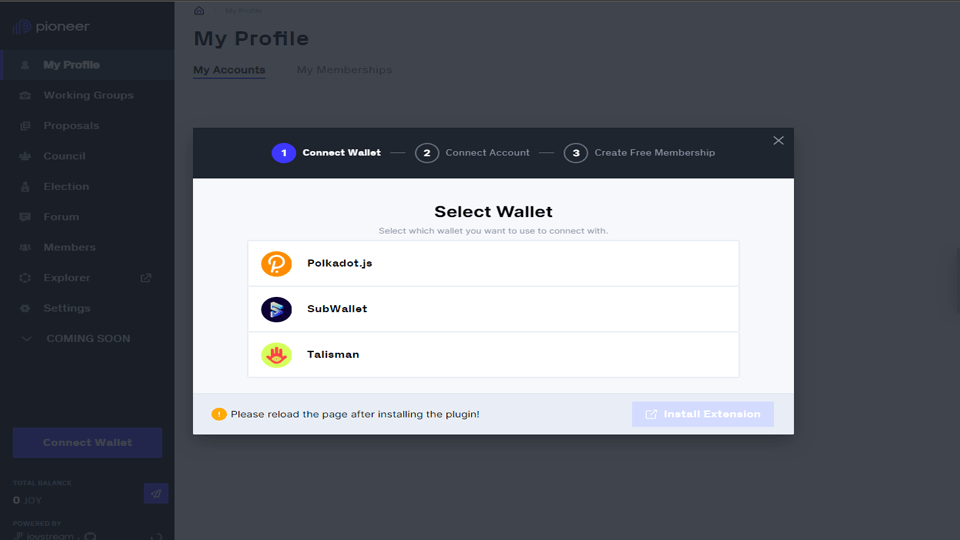 pioneer
My Profile
Working Groups
Proposals
Council
Election
Forum
Members
Explorer
Settings
COMING SOON
Connect Wallet
TOTAL BALANCE
0 JOY
POWERED BY
joystream
My Profile
My Profile
My Accounts
My Memberships
1 Connect Wallet
2 Connect Account
3 Create Free Membership
Select Wallet
Select which wallet you want to use to connect with.
Polkadot.js
SubWallet
Talisman
Please reload the page after installing the plugin!
Install Extension